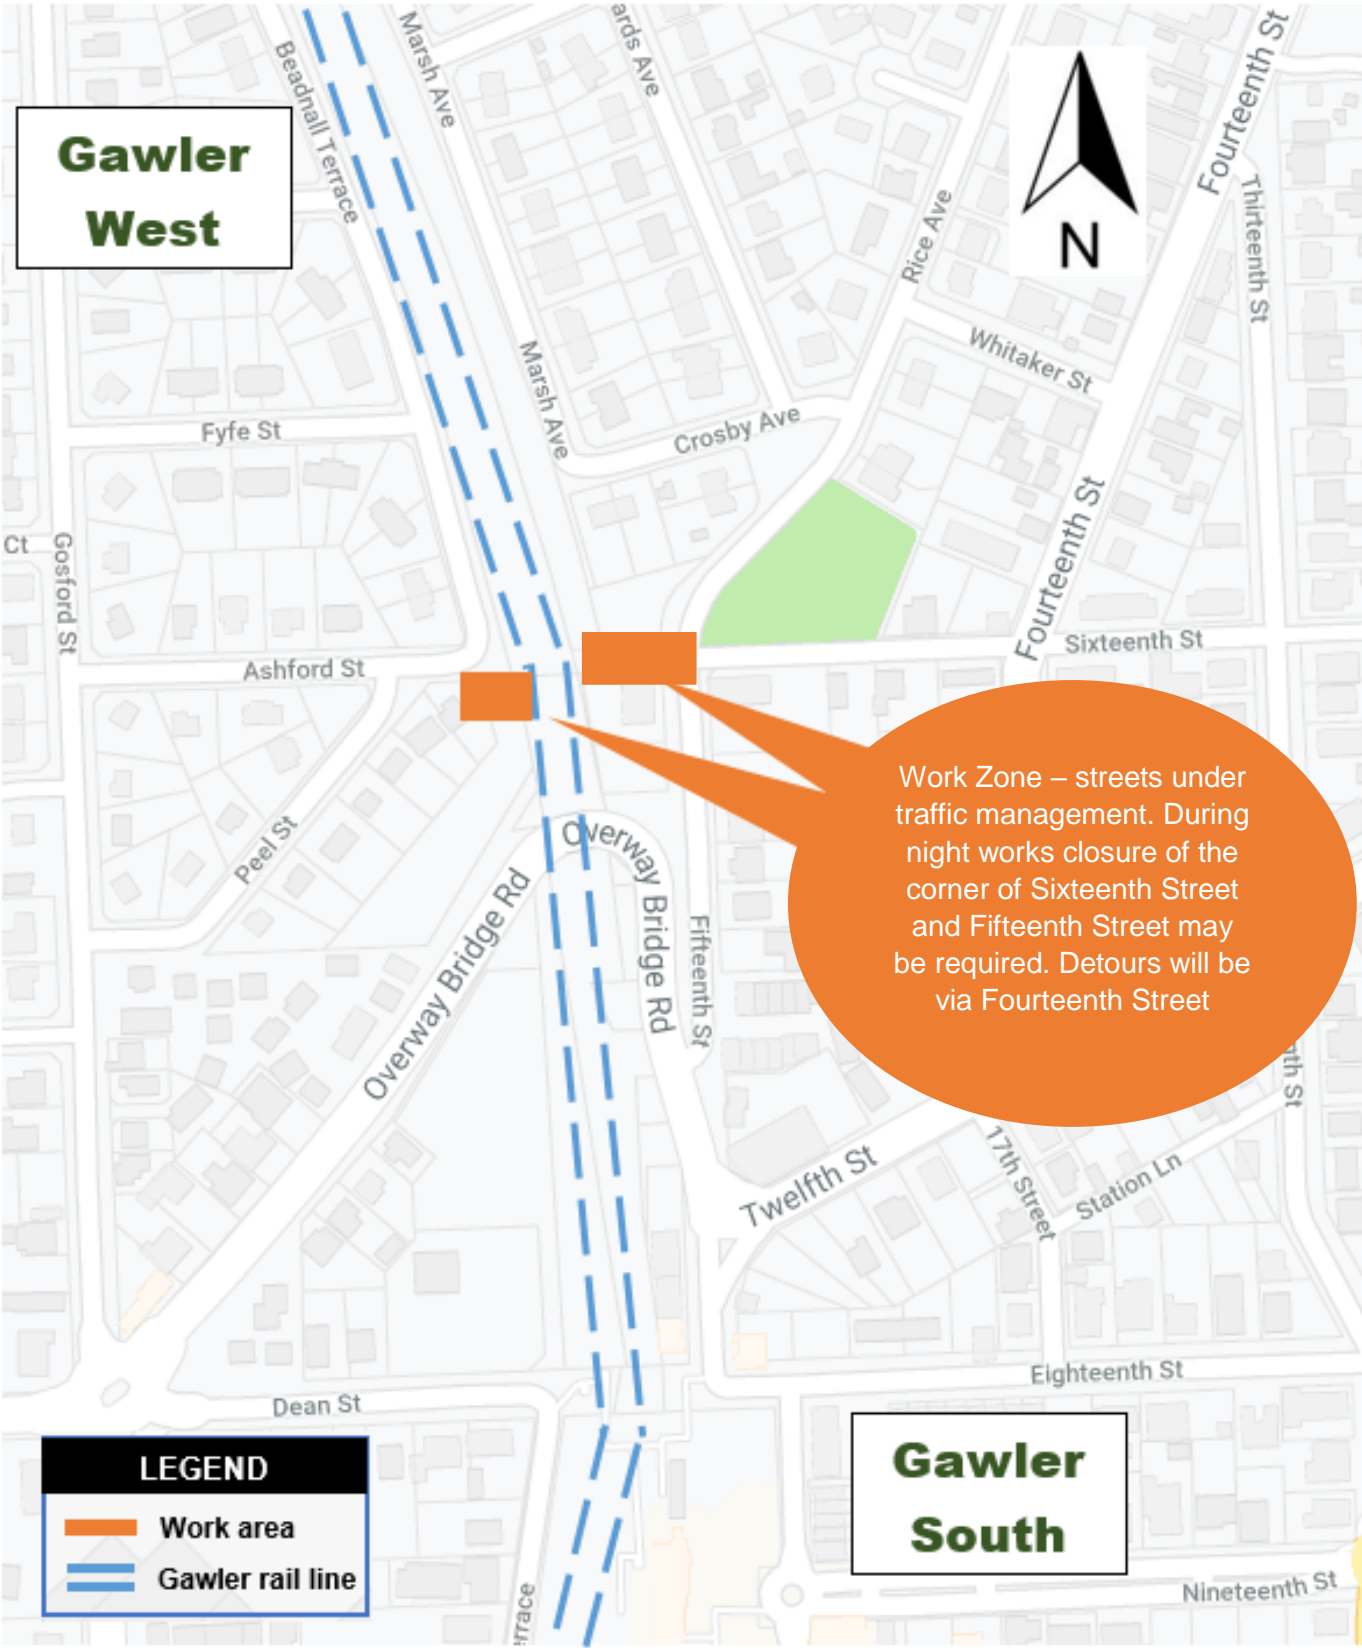 Marsh Ave
ards Ave
Fourteenth St
Beadnall Terrace
Gawler
West
N
Thirteenth St
Rice Ave
Whitaker St
Marsh Ave
Crosby Ave
Fyfe St
Ct
Gosford St
Fourteenth St
Sixteenth St
Ashford St
Work Zone – streets under
traffic management. During
night works closure of the
corner of Sixteenth Street
and Fifteenth Street may
be required. Detours will be
via Fourteenth Street
Peel St
Overway Bridge Rd
Overway Bridge Rd
Fifteenth St
nth St
Twelfth St
17th Street
Station Ln
Eighteenth St
Dean St
LEGEND
Work area
Gawler rail line
Gawler
South
Nineteenth St
rrace